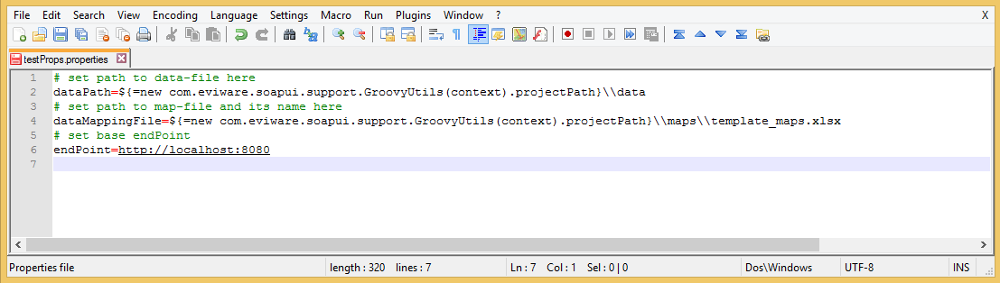 File Edit Search View Encoding Language Settings Macro Run Plugins Window ? X
testProps.properties
1 # set path to data-file here
2 dataPath=${=new com.eviware.soapui.support.GroovyUtils(context).projectPath}\\data
3 # set path to map-file and its name here
4 dataMappingFile=${=new com.eviware.soapui.support.GroovyUtils(context).projectPath}\\maps\\template_maps.xlsx
5 # set base endPoint
6 endPoint=http://localhost:8080
7
Properties file length : 320 lines : 7 Ln : 7 Col : 1 Sel : 0 | 0 Dos\Windows UTF-8 INS